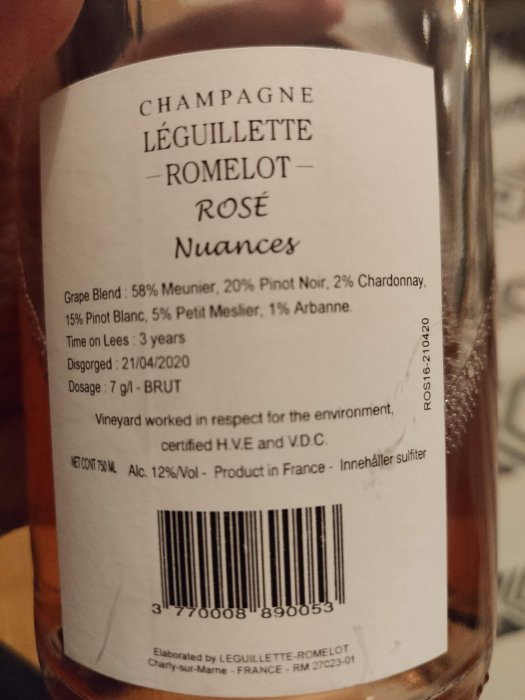 CHAMPAGNE
LÉGUILLETTE
-ROMELOT-
ROSÉ
Nuances
Grape Blend : 58% Meunier, 20% Pinot Noir, 2% Chardonnay,
15% Pinot Blanc, 5% Petit Meslier, 1% Arbanne.
Time on Lees : 3 years
Disgorged : 21/04/2020
Dosage : 7 g/l - BRUT
ROS16-210420
Vineyard worked in respect for the environment,
certified H.V.E and V.D.C.
NET CONT 750 ML Alc. 12%/Vol - Product in France - Innehåller sulfiter
3 770008 890053
Elaborated by LEGUILLETTE-ROMELOT
Charly-sur-Marne - FRANCE - RM 27023-01